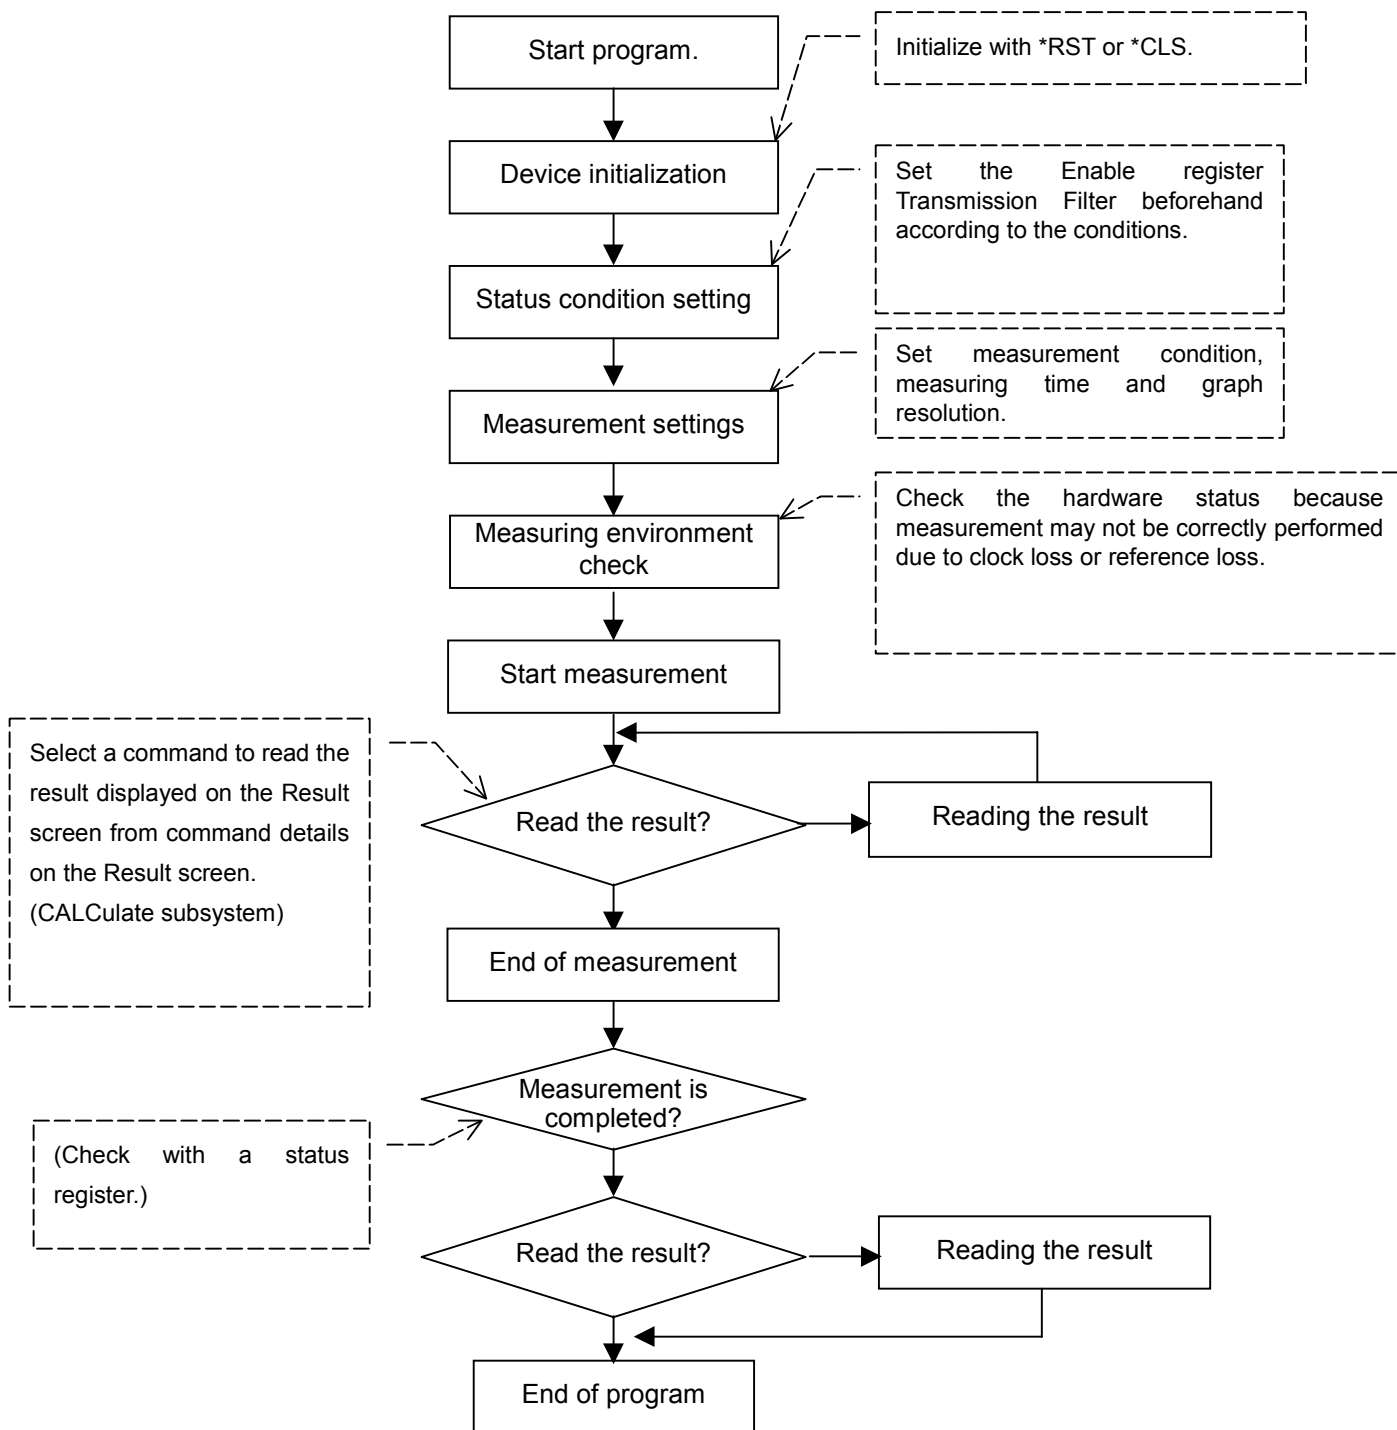 Start program.
Initialize with *RST or *CLS.
Device initialization
Set the Enable register
Transmission Filter beforehand
according to the conditions.
Status condition setting
Set measurement condition,
measuring time and graph
resolution.
Measurement settings
Check the hardware status because
measurement may not be correctly performed
due to clock loss or reference loss.
Measuring environment
check
Start measurement
Select a command to read the
result displayed on the Result
screen from command details
on the Result screen.
(CALCulate subsystem)
Read the result?
Reading the result
End of measurement
Measurement is
completed?
(Check with a status
register.)
Read the result?
Reading the result
End of program